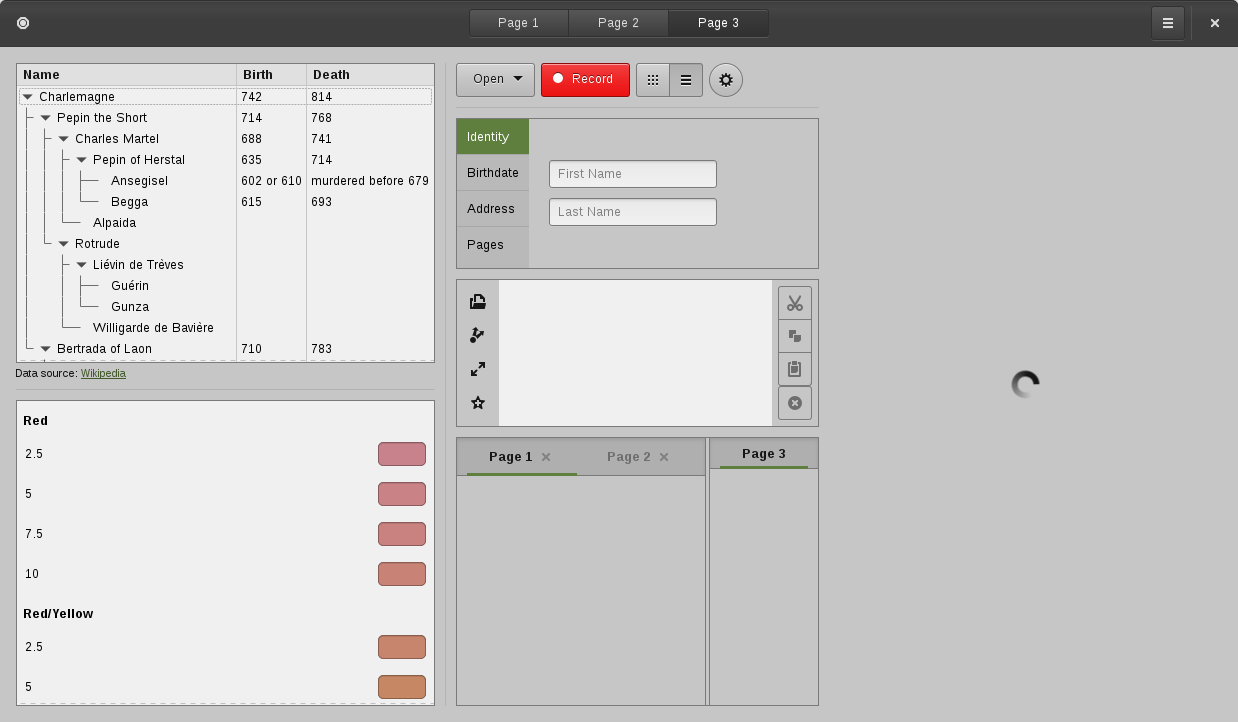 Page 1 Page 2 Page 3
Name Birth Death
Charlemagne 742 814
Pepin the Short 714 768
Charles Martel 688 741
Pepin of Herstal 635 714
Ansegisel 602 or 610 murdered before 679
Begga 615 693
Alpaida
Rotrude
Liévin de Trèves
Guérin
Gunza
Willigarde de Bavière
Bertrada of Laon 710 783
Data source: Wikipedia
Red
2.5
5
7.5
10
Red/Yellow
2.5
5
Open Record
Identity
Birthdate
Address
Pages
First Name
Last Name
Page 1 Page 2 Page 3